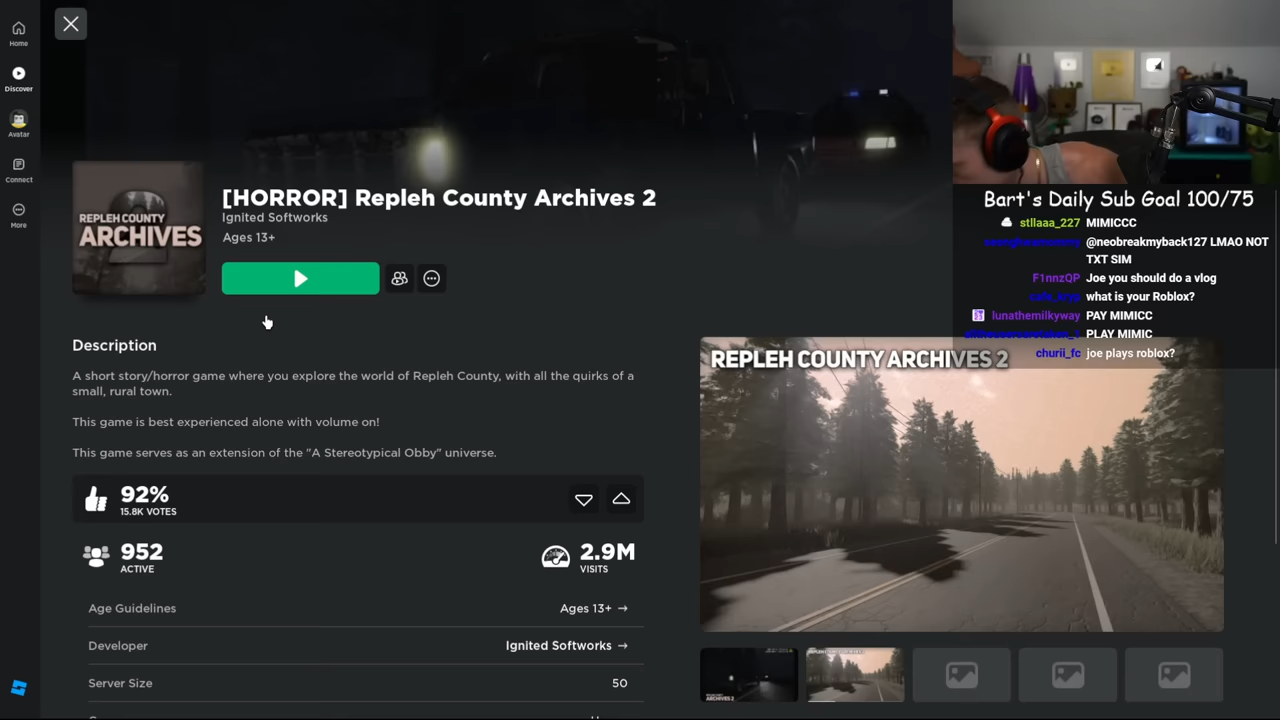 Home
Discover
Avatar
Connect
More
[HORROR] Repleh County Archives 2
Ignited Softworks
Ages 13+
2
REPLEH COUNTY
ARCHIVES
Description
A short story/horror game where you explore the world of Repleh County, with all the quirks of a
small, rural town.
This game is best experienced alone with volume on!
This game serves as an extension of the "A Stereotypical Obby" universe.
92%
15.8K VOTES
952
ACTIVE
2.9M
VISITS
Age Guidelines
Ages 13+ →
Developer
Ignited Softworks →
Server Size
50
Bart's Daily Sub Goal 100/75
stllaaa_227 MIMICCC
@neobreakmyback127 LMAO NOT
TXT SIM
F1nnzQP Joe you should do a vlog
what is your Roblox?
lunathemilkyway PAY MIMICC
PLAY MIMIC
churii_fc joe plays roblox?
REPLEH COUNTY ARCHIVES 2
ARCHIVES 2